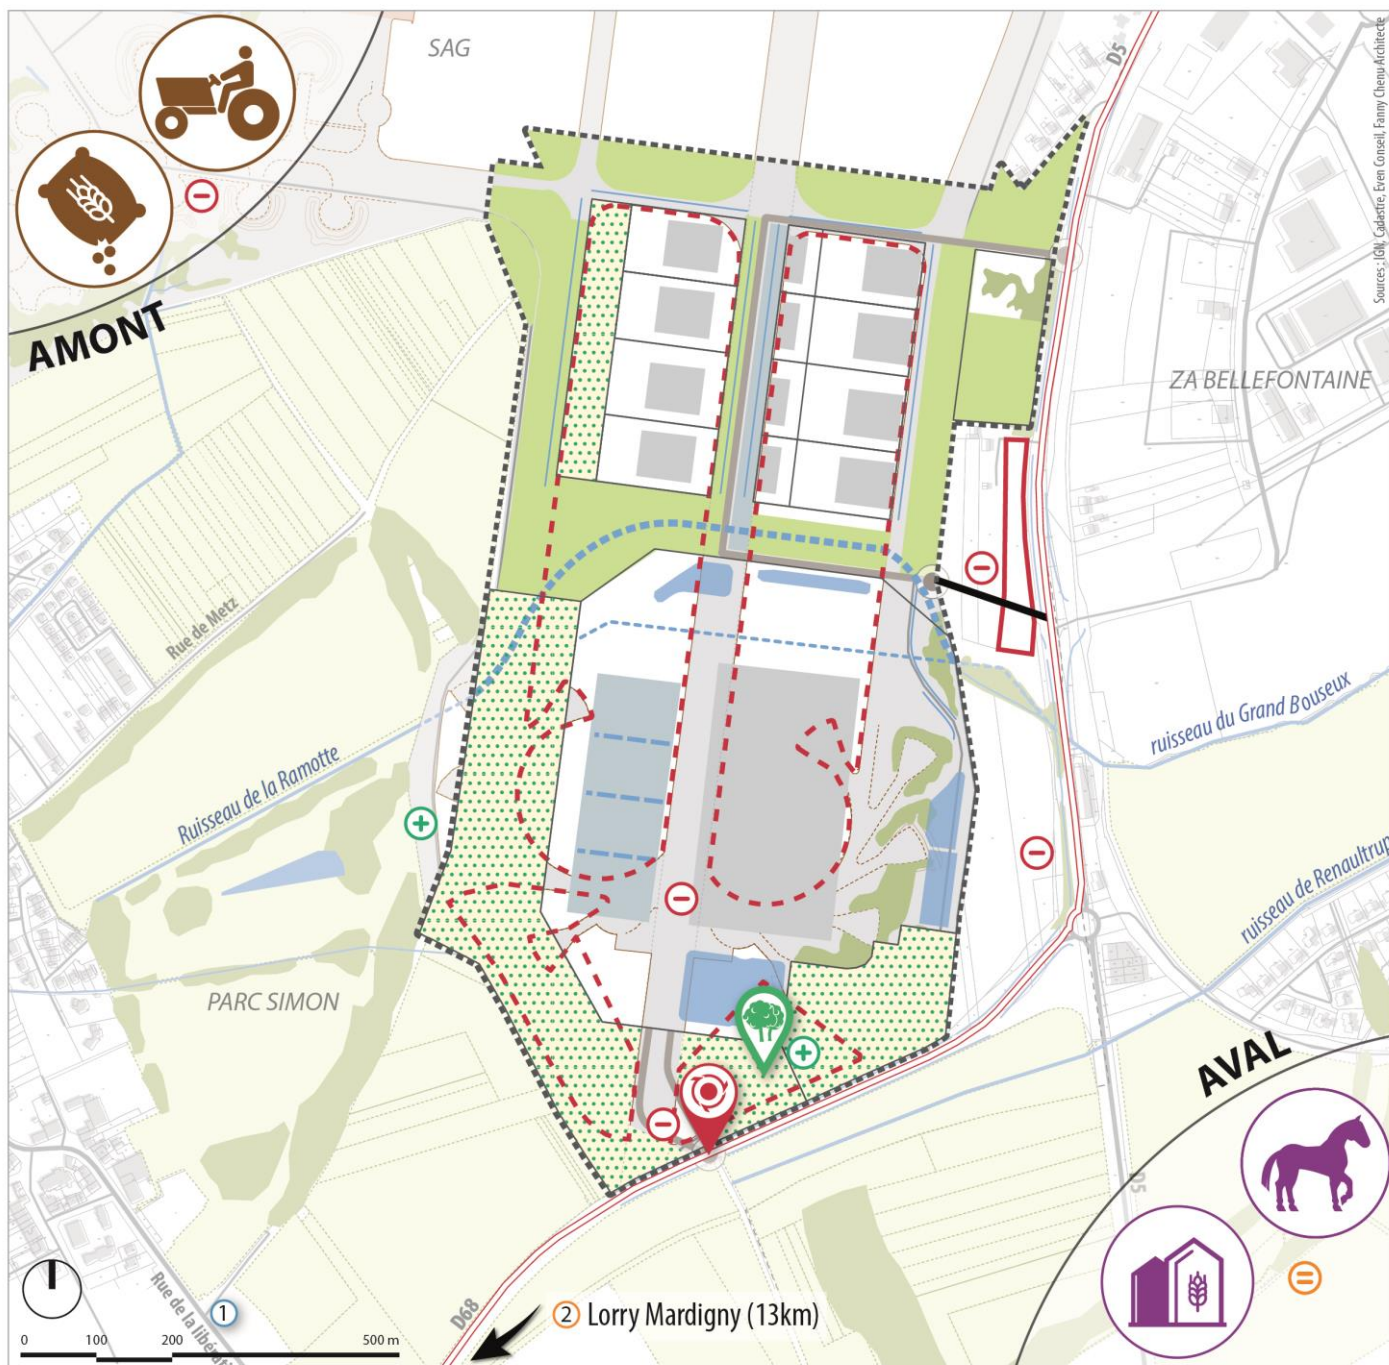 SAG
D5
Sources : IGN, Cadastre, Even Conseil, Fanny Chenu Architecte
AMONT
ZA BELLEFONTAINE
Rue de Metz
Ruisseau de la Ramotte
ruisseau du Grand Bouseux
ruisseau de Renaultrup
PARC SIMON
AVAL
D5
Rue de la libérati
1
D68
2 Lorry Mardigny (13km)
0 100 200 500 m